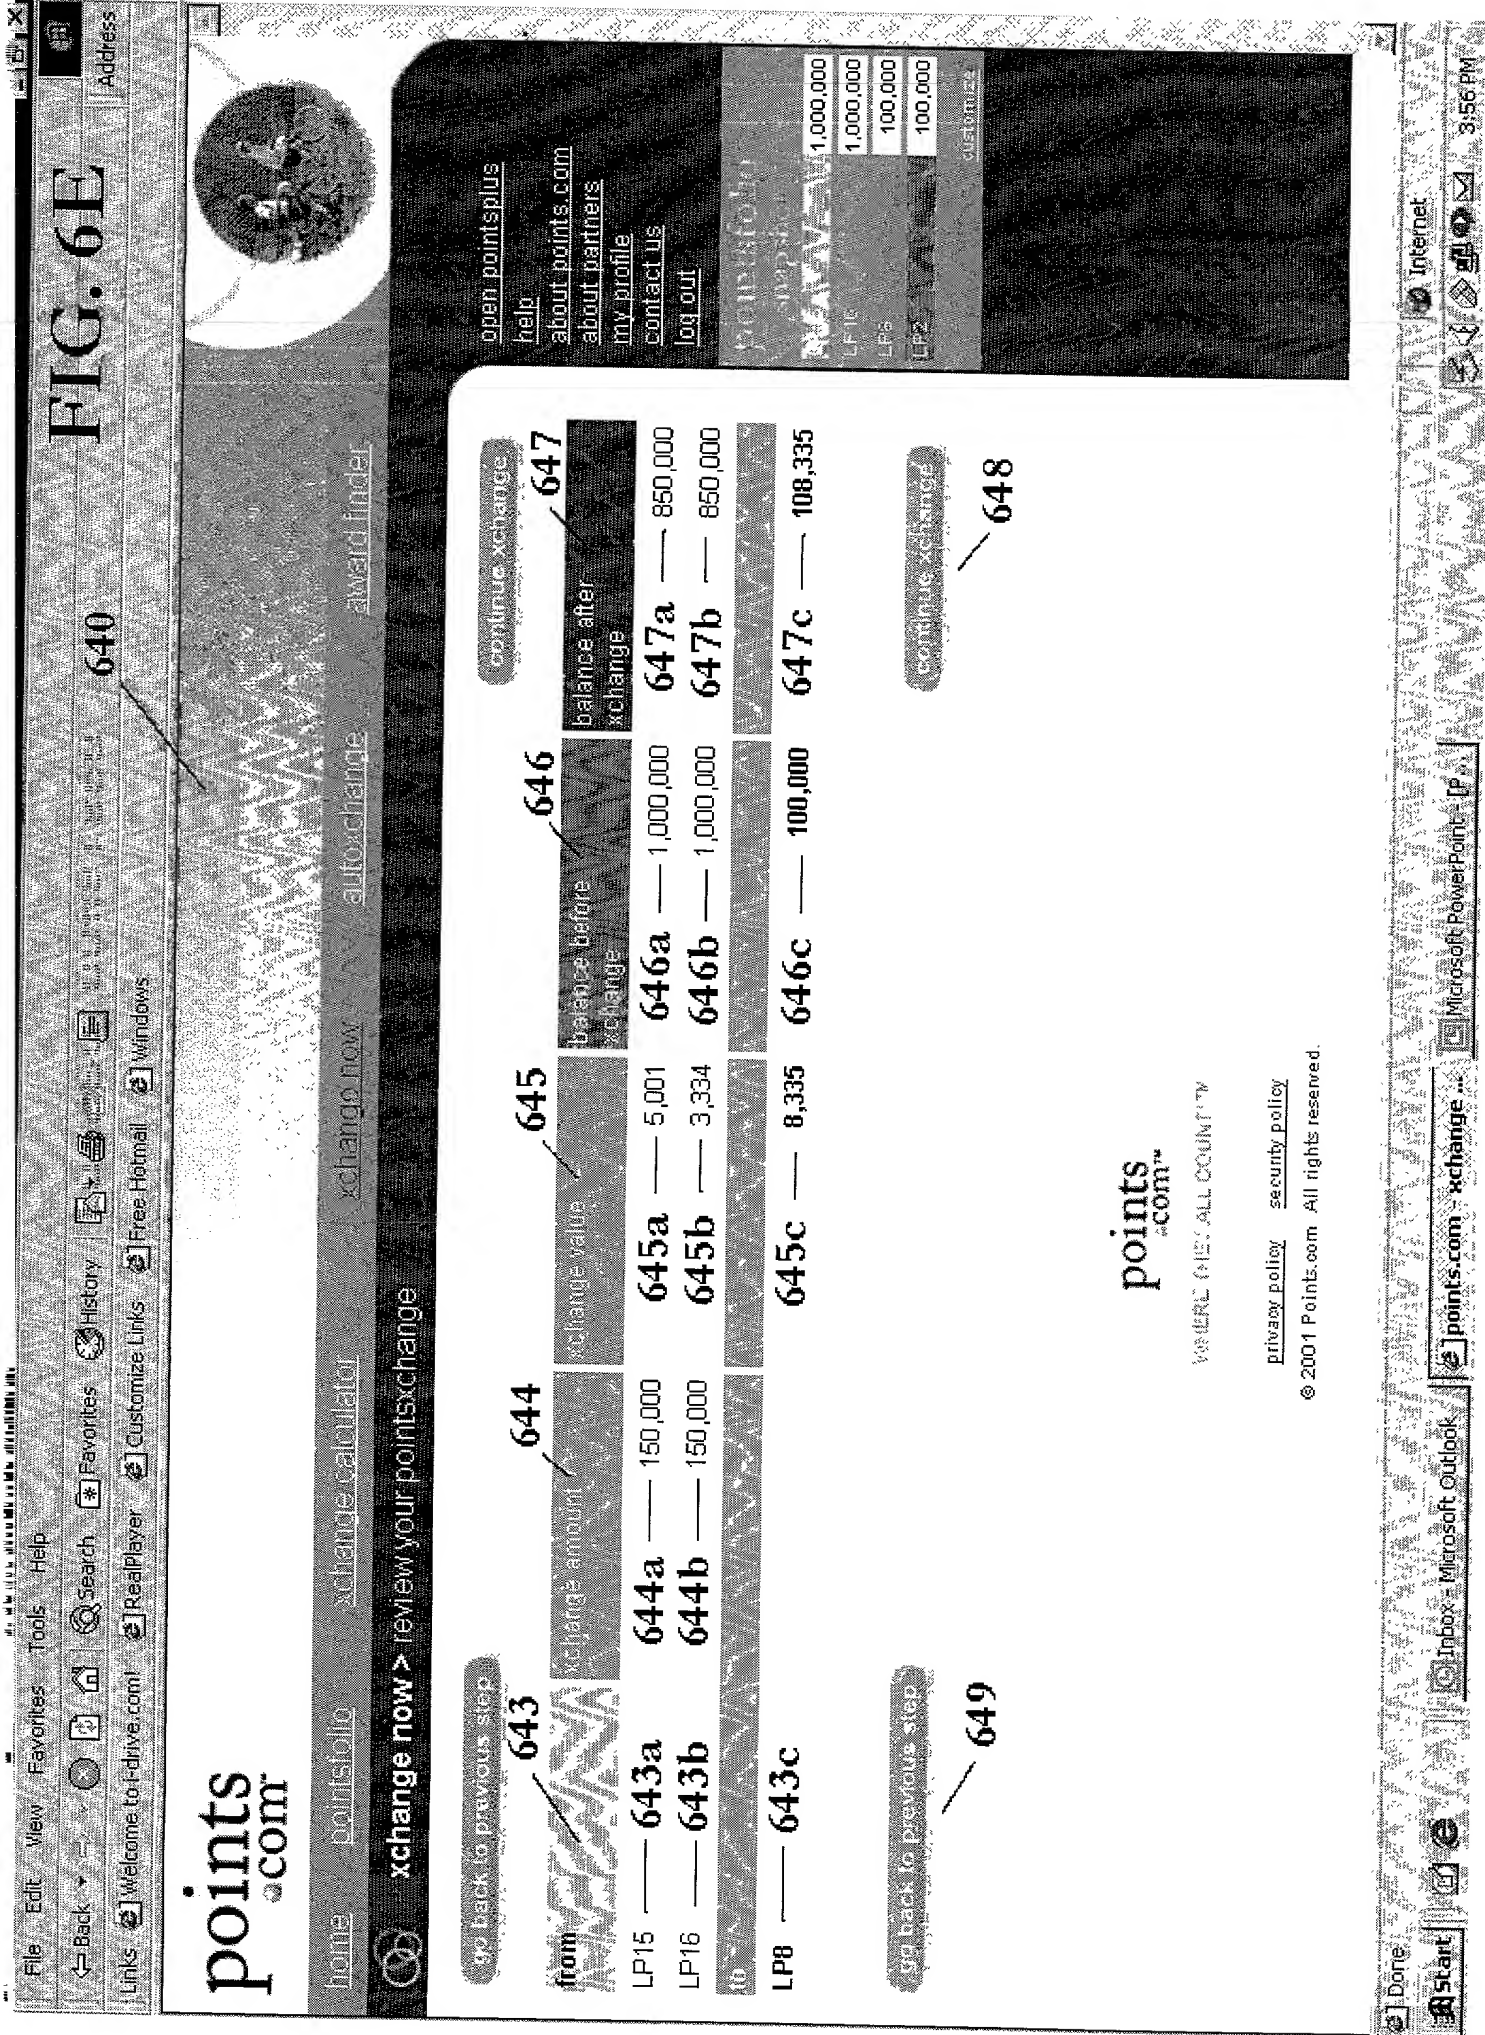 FIG. 6E
File Edit View Favorites Tools Help
Back Search Favorites History
Address
Links Welcome to i-drive.com! RealPlayer Customize Links Free Hotmail Windows
640
points
.com™
home pointsfolio xchange calculator xchange now autoxchange award finder
xchange now > review your pointsxchange
open pointsplus
help
about points.com
about partners
my profile
contact us
log out
1,000,000
LP16 1,000,000
LP8 100,000
100,000
customize
go back to previous step continue xchange
643 644 645 646 647
from xchange amount xchange value balance before xchange balance after xchange
LP15 643a 644a 150,000 645a 5,001 646a 1,000,000 647a 850,000
LP16 643b 644b 150,000 645b 3,334 646b 1,000,000 647b 850,000
to
LP8 643c 645c 8,335 646c 100,000 647c 108,335
go back to previous step continue xchange
649 648
points
.com™
WHERE THEY ALL COUNT™
privacy policy security policy
© 2001 Points.com All rights reserved.
Done Internet
Start Inbox - Microsoft Outlook points.com - xchange ... Microsoft PowerPoint - [P... 3:56 PM